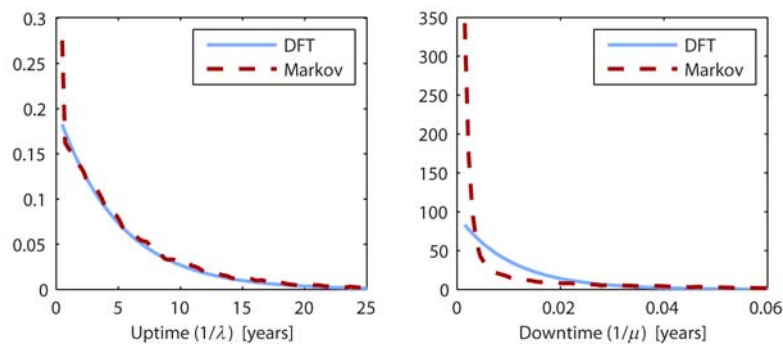 0.3
0.25
0.2
0.15
0.1
0.05
0
0 5 10 15 20 25
Uptime (1/λ) [years]
DFT
Markov
350
300
250
200
150
100
50
0
0 0.02 0.04 0.06
Downtime (1/μ) [years]
DFT
Markov